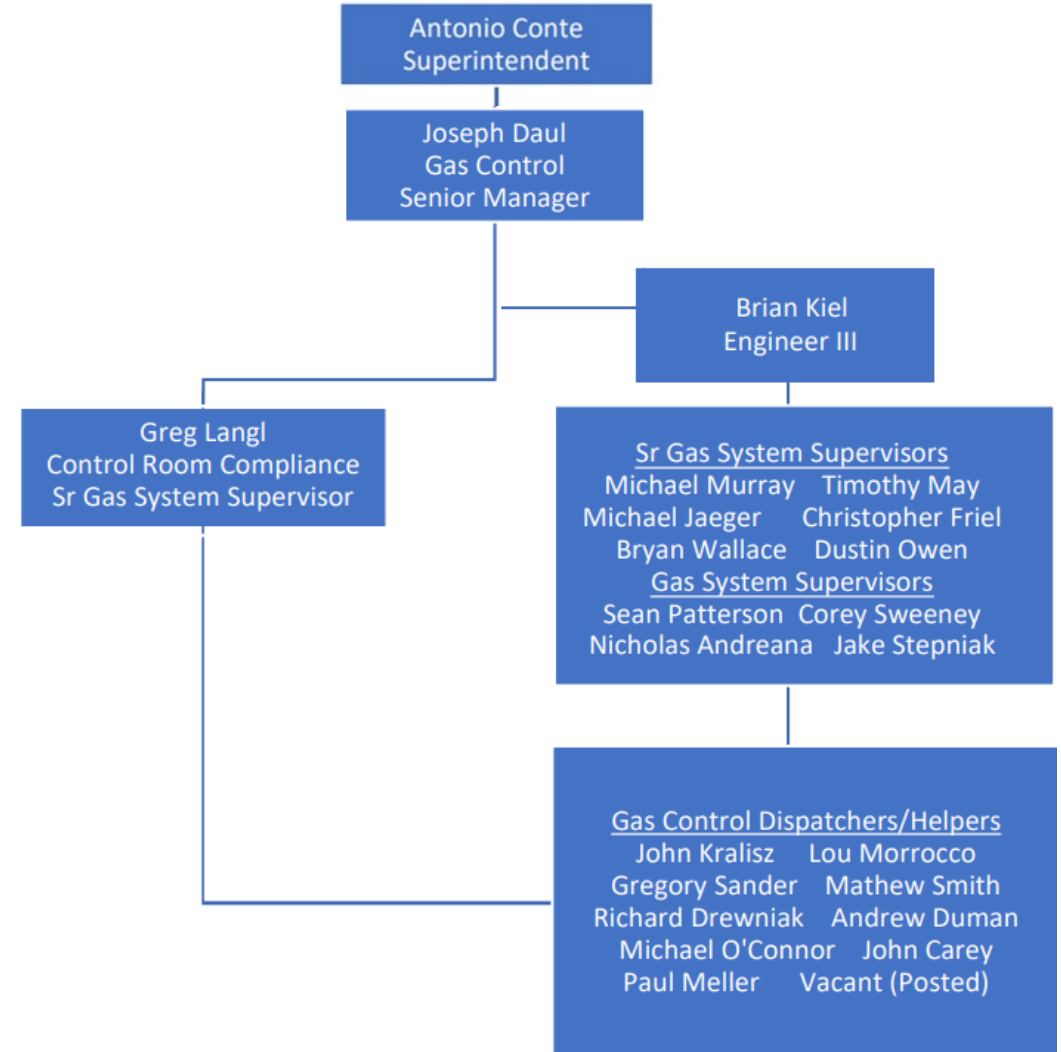 Antonio Conte
Superintendent
Joseph Daul
Gas Control
Senior Manager
Brian Kiel
Engineer III
Greg Langl
Control Room Compliance
Sr Gas System Supervisor
Sr Gas System Supervisors
Michael Murray Timothy May
Michael Jaeger Christopher Friel
Bryan Wallace Dustin Owen
Gas System Supervisors
Sean Patterson Corey Sweeney
Nicholas Andreana Jake Stepniak
Gas Control Dispatchers/Helpers
John Kralisz Lou Morrocco
Gregory Sander Mathew Smith
Richard Drewniak Andrew Duman
Michael O'Connor John Carey
Paul Meller Vacant (Posted)